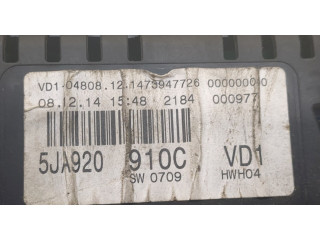 VD1-04808.12.1473947726 00000000
08.12.14 15:48 2184 000977
5JA920 910C VD1
SW 0709 HWH04